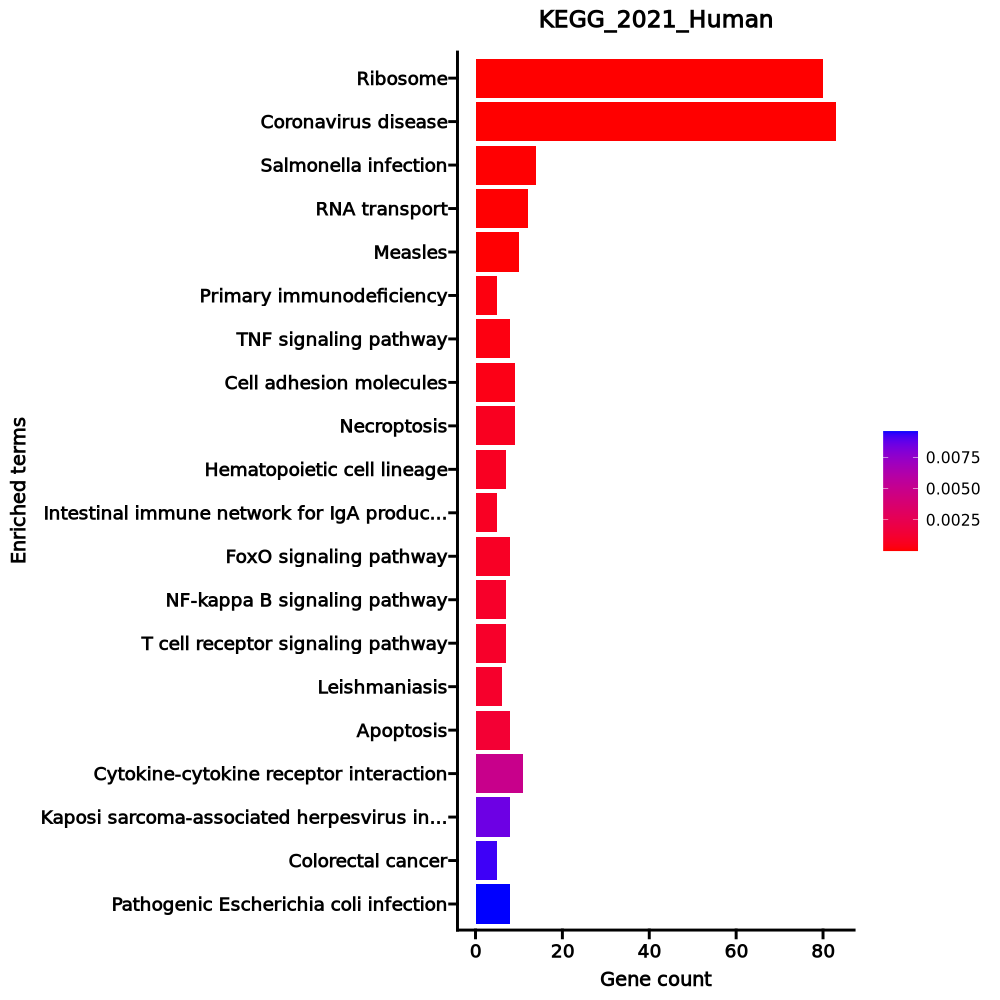 KEGG_2021_Human
Ribosome
Coronavirus disease
Salmonella infection
RNA transport
Measles
Primary immunodeficiency
TNF signaling pathway
Cell adhesion molecules
Necroptosis
Hematopoietic cell lineage
Intestinal immune network for IgA produc...
FoxO signaling pathway
NF-kappa B signaling pathway
T cell receptor signaling pathway
Leishmaniasis
Apoptosis
Cytokine-cytokine receptor interaction
Kaposi sarcoma-associated herpesvirus in...
Colorectal cancer
Pathogenic Escherichia coli infection
Enriched terms
0 20 40 60 80
Gene count
0.0075
0.0050
0.0025